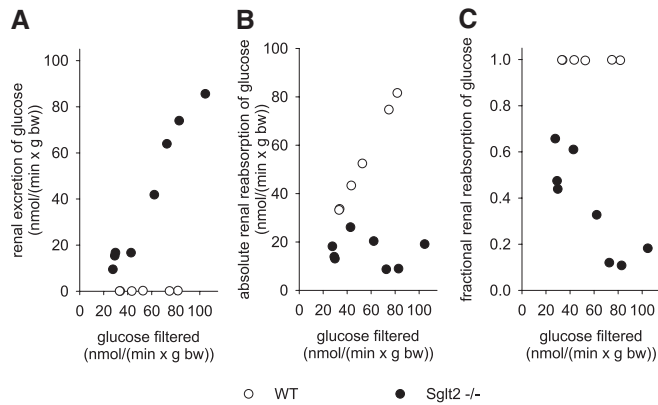 A
B
C
renal excretion of glucose
(nmol/(min x g bw))
100
80
60
40
20
0
0 20 40 60 80 100
glucose filtered
(nmol/(min x g bw))
absolute renal reabsorption of glucose
(nmol/(min x g bw))
100
80
60
40
20
0
0 20 40 60 80 100
glucose filtered
(nmol/(min x g bw))
fractional renal reabsorption of glucose
1.0
0.8
0.6
0.4
0.2
0.0
0 20 40 60 80 100
glucose filtered
(nmol/(min x g bw))
WT
Sglt2 -/-